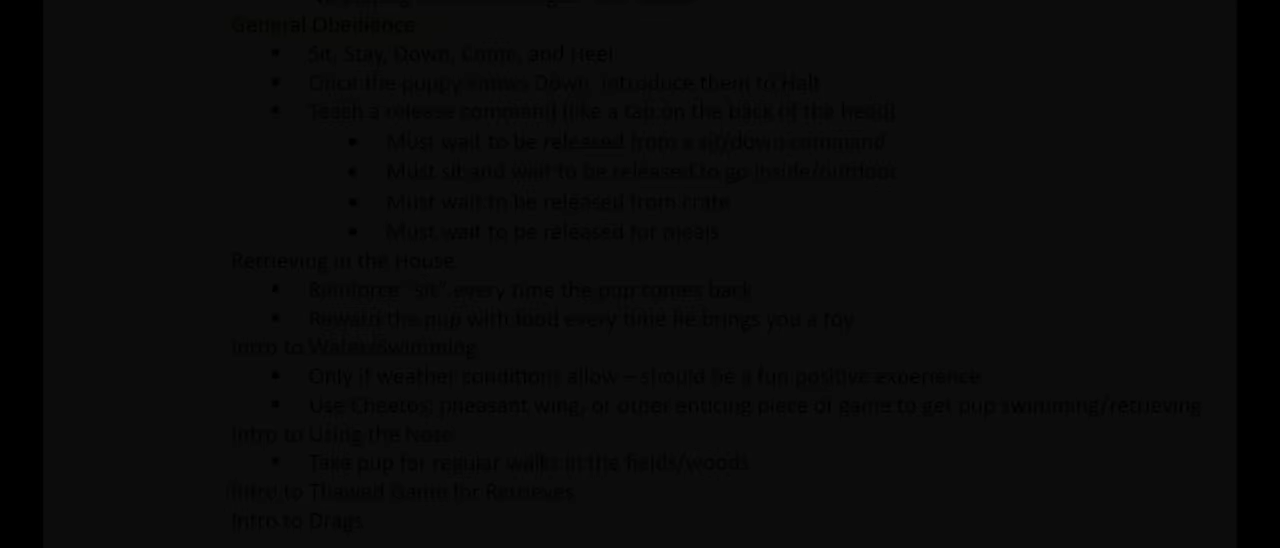 General Obedience
• Sit, Stay, Down, Come, and Heel
• Once the puppy knows Down, introduce them to Halt
• Teach a release command (like a tap on the back of the head)
• Must wait to be released from a sit/down command
• Must sit and wait to be released to go inside/outdoor
• Must wait to be released from crate
• Must wait to be released for meals
Retrieving in the House
• Reinforce "sit" every time the pup comes back
• Reward the pup with food every time he brings you a toy
Intro to Water/Swimming
• Only if weather conditions allow – should be a fun positive experience
• Use Cheetos, pheasant wing, or other enticing piece of game to get pup swimming/retrieving
Intro to Using the Nose
• Take pup for regular walks in the fields/woods
Intro to Thawed Game for Retrieves
Intro to Drags